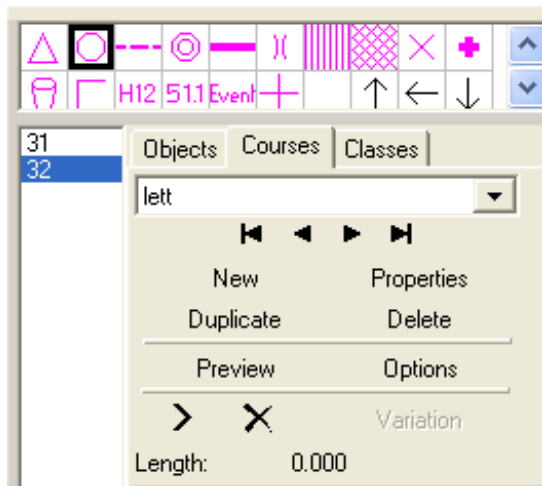 H12 51.1 Event
31
32
Objects Courses Classes
lett
New Properties
Duplicate Delete
Preview Options
Variation
Length: 0.000